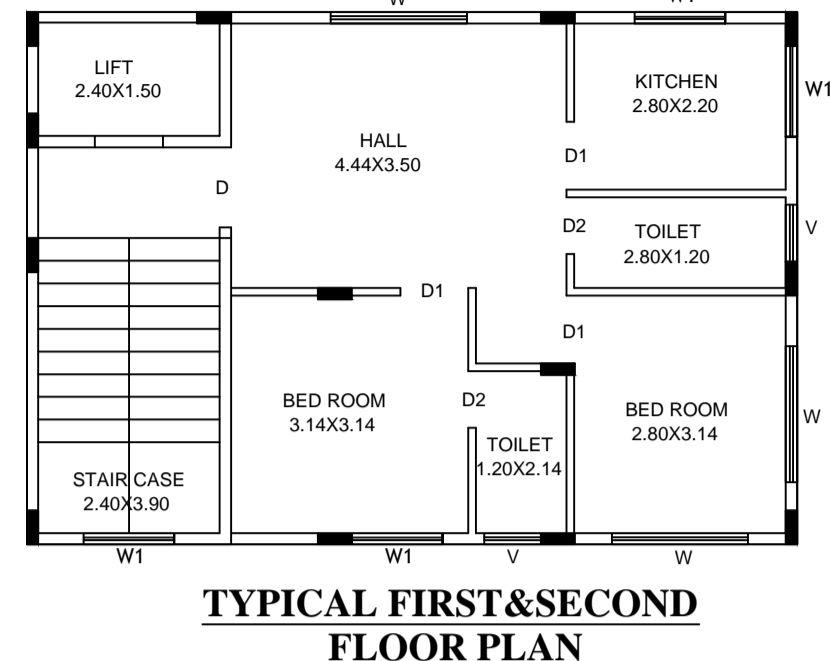 W
W1
LIFT
2.40X1.50
KITCHEN
2.80X2.20
W1
HALL
4.44X3.50
D1
D
D2
TOILET
2.80X1.20
V
D1
D1
BED ROOM
3.14X3.14
D2
BED ROOM
2.80X3.14
W
TOILET
1.20X2.14
STAIR CASE
2.40X3.90
W1
W1
V
W
TYPICAL FIRST&SECOND
FLOOR PLAN